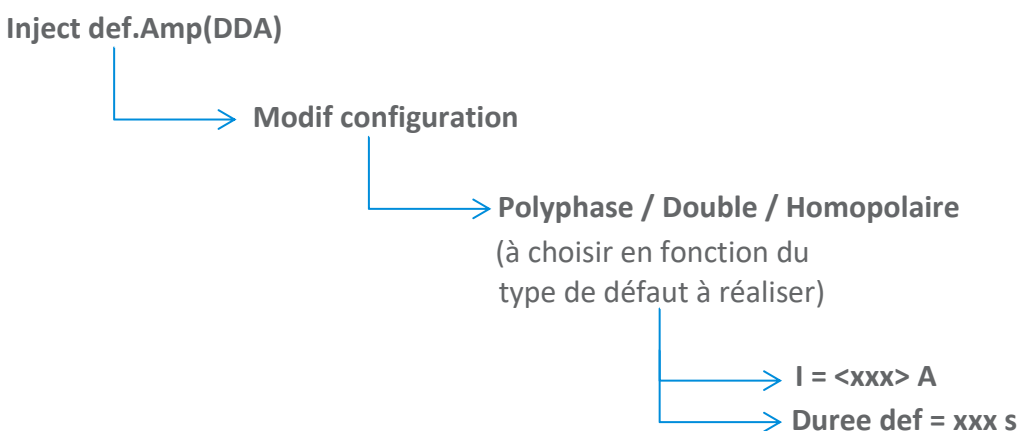 Inject def.Amp(DDA)
Modif configuration
Polyphase / Double / Homopolaire
(à choisir en fonction du
type de défaut à réaliser)
I = <xxx> A
Duree def = xxx s